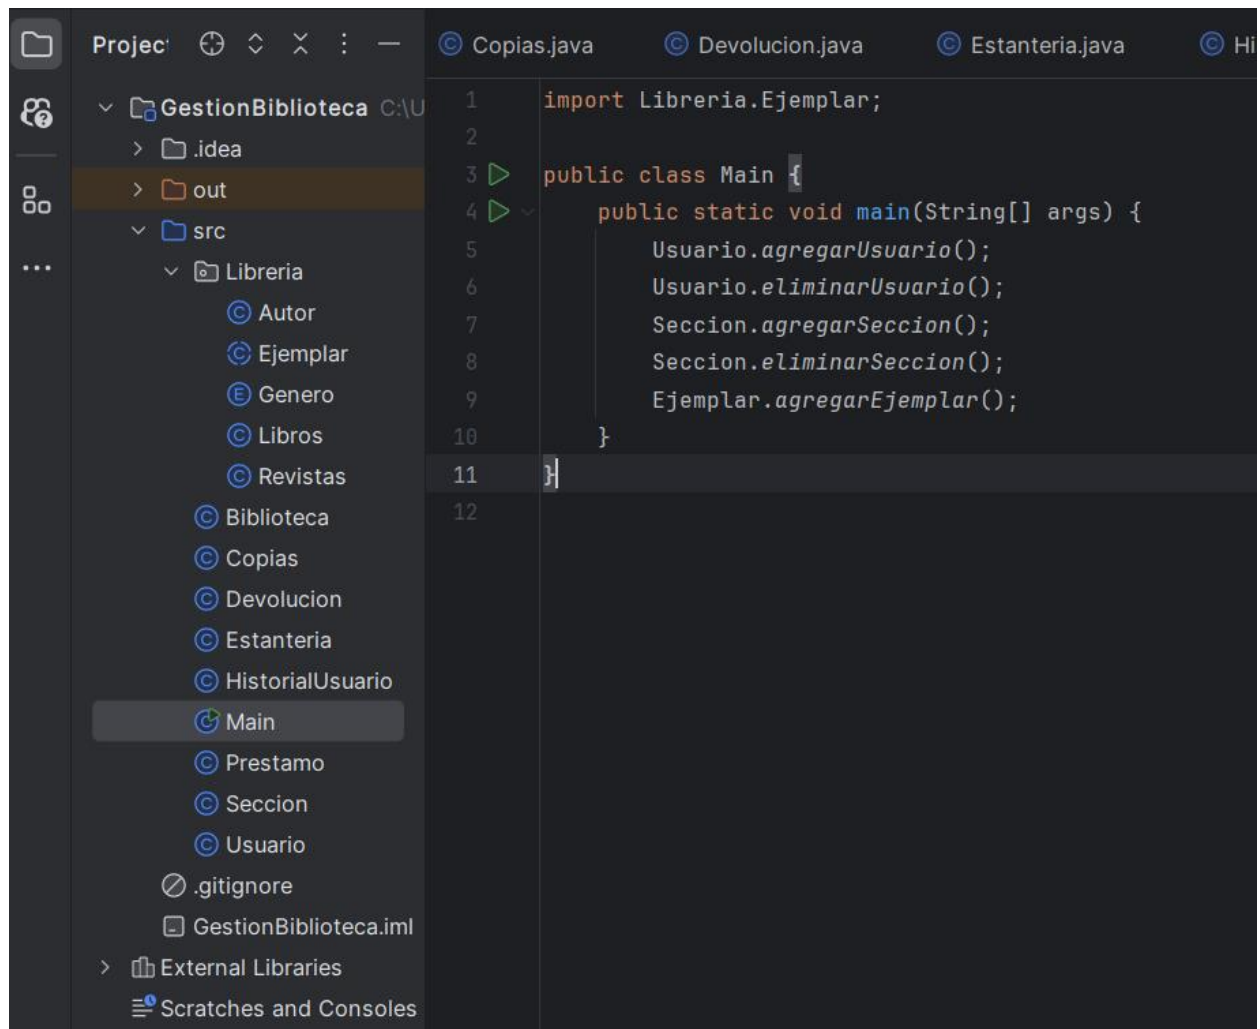 Projec
GestionBiblioteca C:\U
.idea
out
src
Libreria
Autor
Ejemplar
Genero
Libros
Revistas
Biblioteca
Copias
Devolucion
Estanteria
HistorialUsuario
Main
Prestamo
Seccion
Usuario
.gitignore
GestionBiblioteca.iml
External Libraries
Scratches and Consoles
Copias.java Devolucion.java Estanteria.java Hi
1 import Libreria.Ejemplar;
2
3 public class Main {
4 public static void main(String[] args) {
5 Usuario.agregarUsuario();
6 Usuario.eliminarUsuario();
7 Seccion.agregarSeccion();
8 Seccion.eliminarSeccion();
9 Ejemplar.agregarEjemplar();
10 }
11 }
12